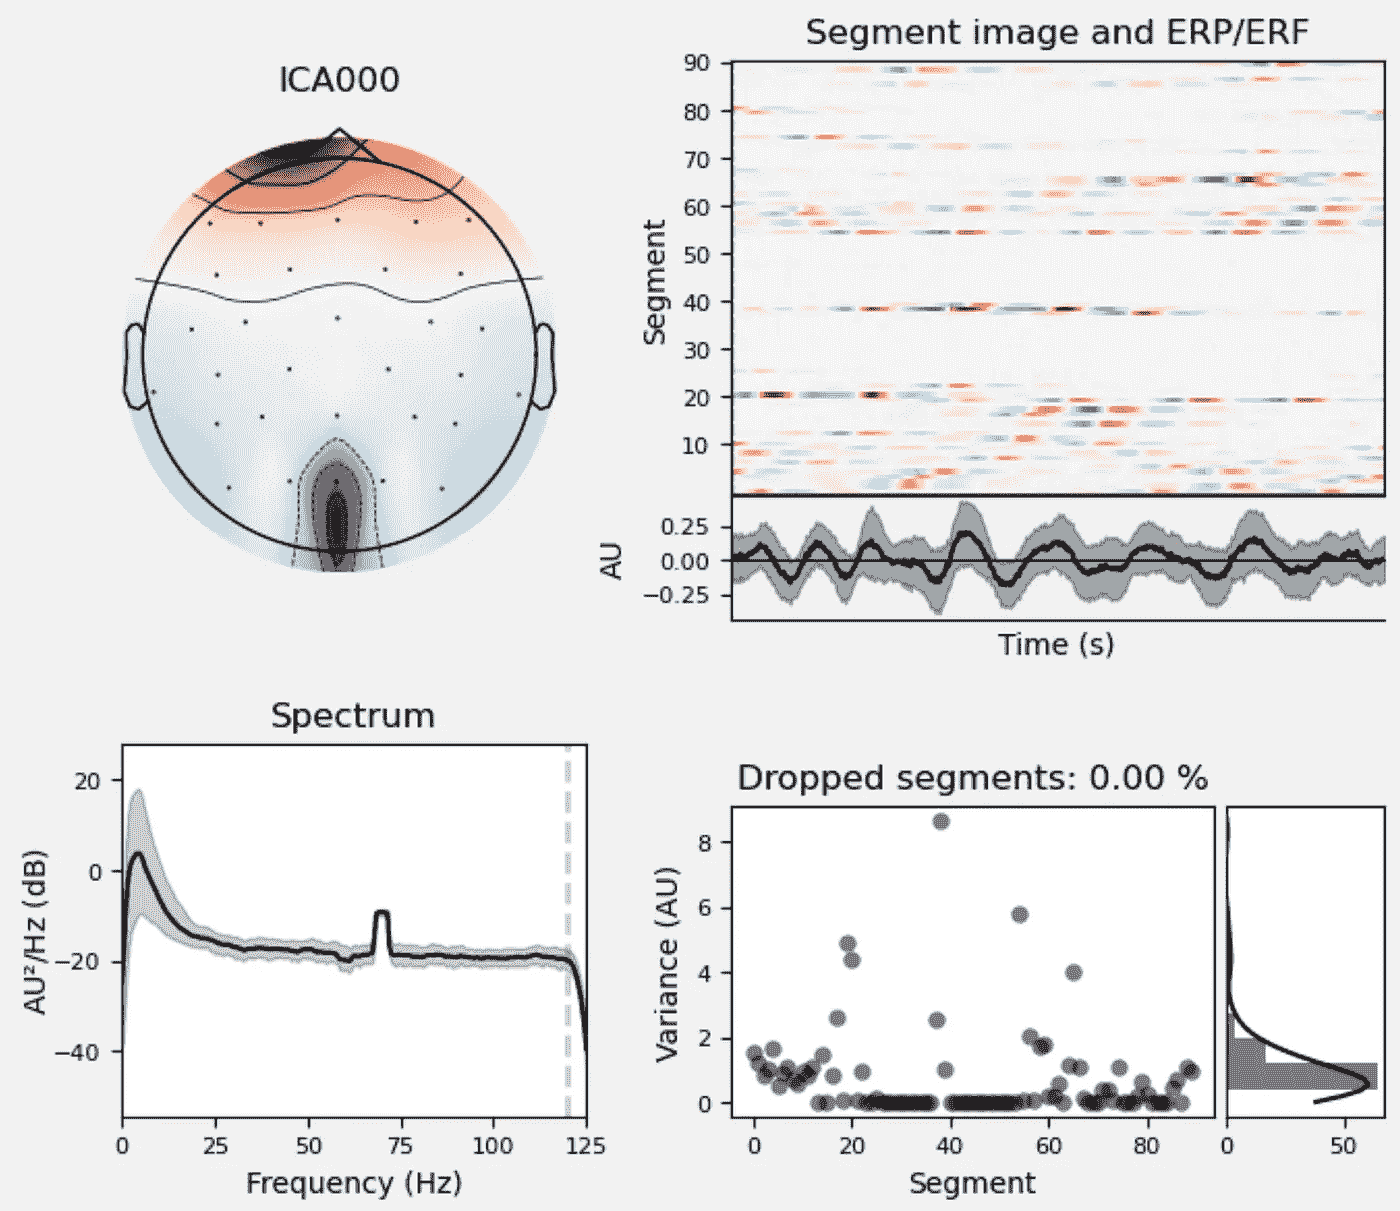 Segment image and ERP/ERF
ICA000
90
80
70
60
50
40
30
20
10
Segment
0.25
0.00
−0.25
AU
Time (s)
Spectrum
20
0
−20
−40
AU²/Hz (dB)
0 25 50 75 100 125
Frequency (Hz)
Dropped segments: 0.00 %
8
6
4
2
0
Variance (AU)
0 20 40 60 80
Segment
0 50